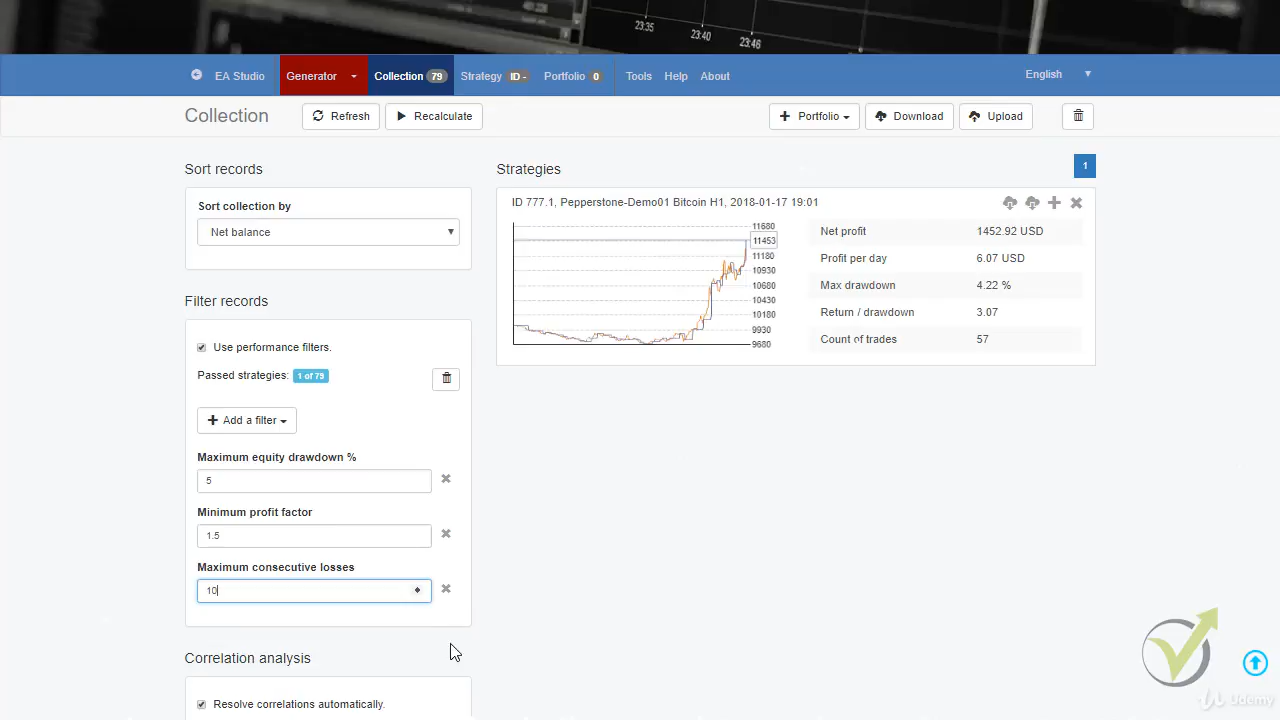 23:35
23:40
23:46
EA Studio
Generator
Collection 79
Strategy ID -
Portfolio 0
Tools
Help
About
English
Collection
Refresh
Recalculate
Portfolio
Download
Upload
Sort records
Sort collection by
Net balance
Filter records
Use performance filters.
Passed strategies: 1 of 79
Add a filter
Maximum equity drawdown %
5
Minimum profit factor
1.5
Maximum consecutive losses
10
Correlation analysis
Resolve correlations automatically.
Strategies
1
ID 777.1, Pepperstone-Demo01 Bitcoin H1, 2018-01-17 19:01
11680
11453
11180
10930
10680
10430
10180
9930
9680
Net profit 1452.92 USD
Profit per day 6.07 USD
Max drawdown 4.22 %
Return / drawdown 3.07
Count of trades 57
Udemy